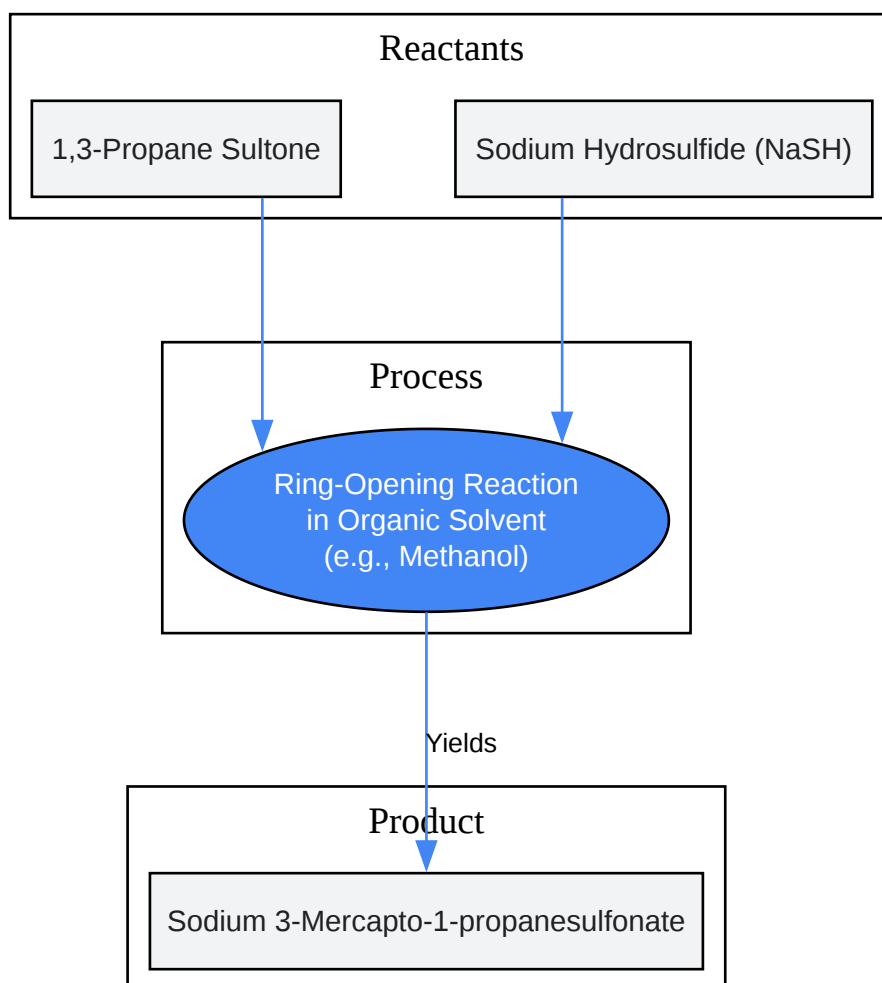 Reactants
1,3-Propane Sultone
Sodium Hydrosulfide (NaSH)
Process
Ring-Opening Reaction
in Organic Solvent
(e.g., Methanol)
Yields
Product
Sodium 3-Mercapto-1-propanesulfonate